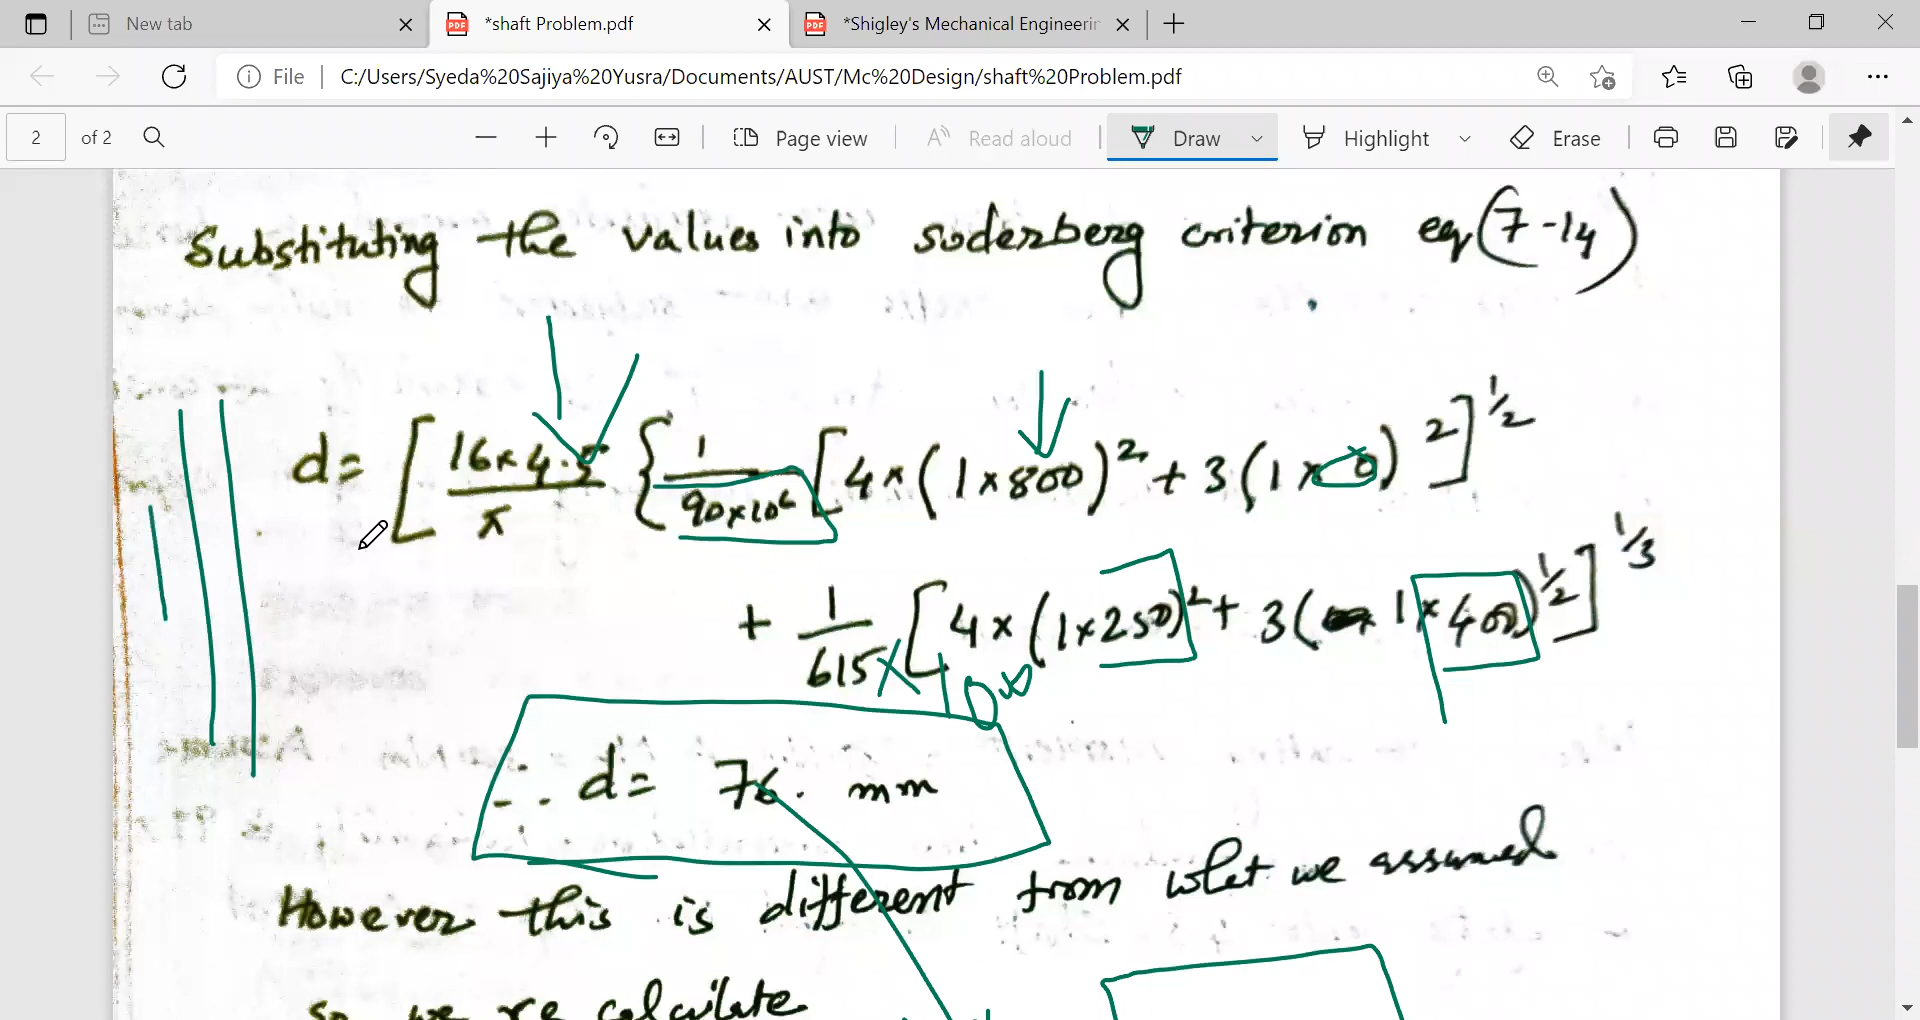 New tab
*shaft Problem.pdf
*Shigley's Mechanical Engineerin
File | C:/Users/Syeda%20Sajiya%20Yusra/Documents/AUST/Mc%20Design/shaft%20Problem.pdf
2 of 2
Page view
Read aloud
Draw
Highlight
Erase
Substituting the values into soderberg criterion eq(7-14)
d= [ 16×4.5/π { 1/90×10⁶ [ 4×(1×800)² + 3(1×0)² ]^1/2
+ 1/615×10⁶ [ 4×(1×250)² + 3(1×400)^1/2 ]^1/3
∴ d= 76. mm
However this is different from what we assumed
so we re calculate